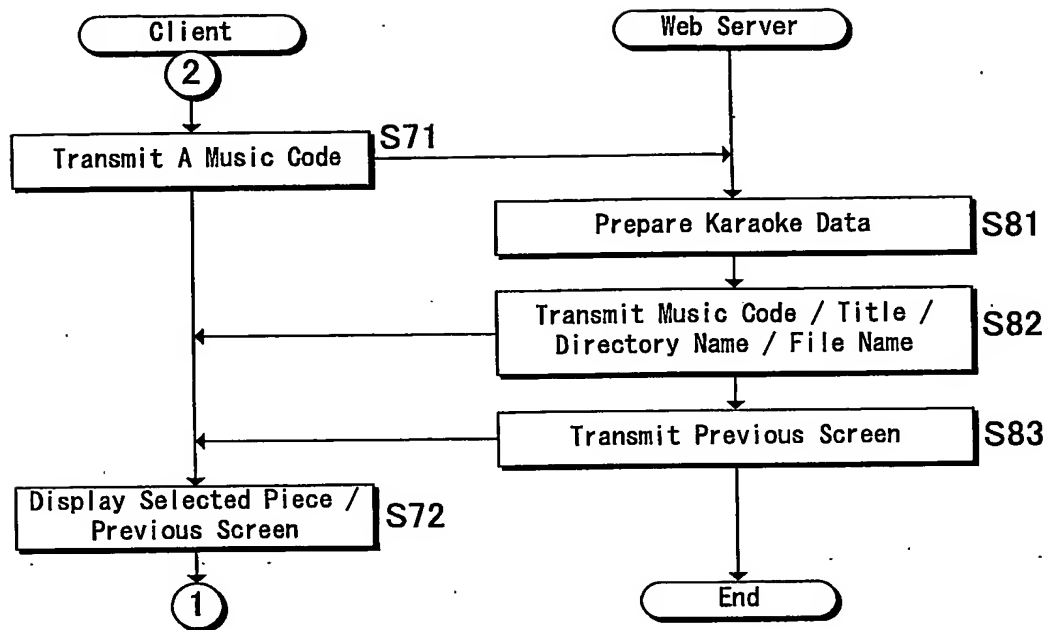 Client
2
Transmit A Music Code
S71
Web Server
Prepare Karaoke Data
S81
Transmit Music Code / Title /
Directory Name / File Name
S82
Transmit Previous Screen
S83
Display Selected Piece /
Previous Screen
S72
1
End